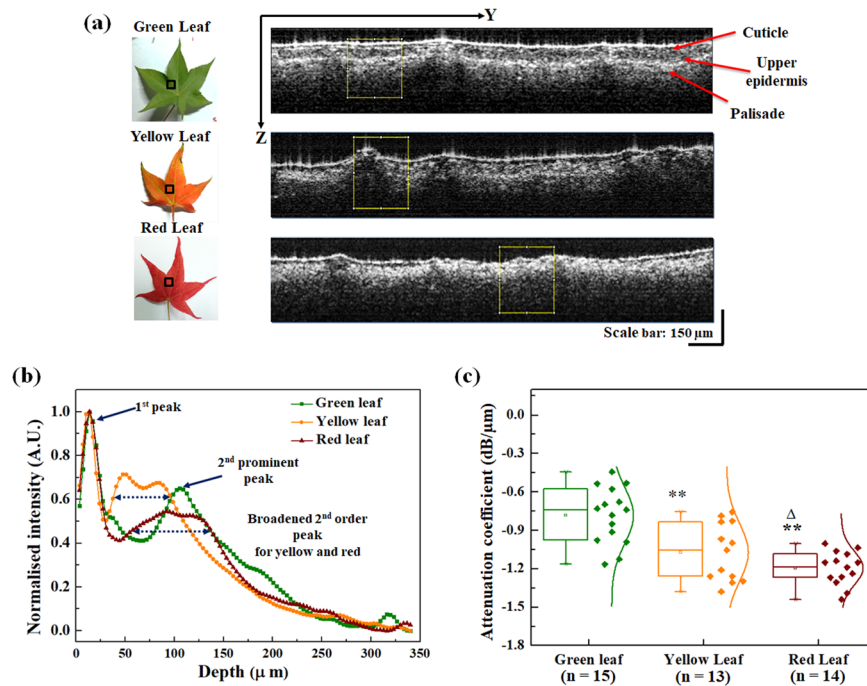 (a)
Y
Z
Green Leaf
Yellow Leaf
Red Leaf
Cuticle
Upper
epidermis
Palisade
Scale bar: 150 μm
(b)
Normalised intensity (A.U.)
1.0
0.8
0.6
0.4
0.2
0.0
0
50
100
150
200
250
300
350
Depth(μ m)
1st peak
Green leaf
Yellow leaf
Red leaf
2nd prominent
peak
Broadened 2nd order
peak
for yellow and red
(c)
Attenuation coefficient (dB/μm)
0.0
-0.3
-0.6
-0.9
-1.2
-1.5
-1.8
**
Δ
**
Green leaf
(n = 15)
Yellow Leaf
(n = 13)
Red Leaf
(n = 14)